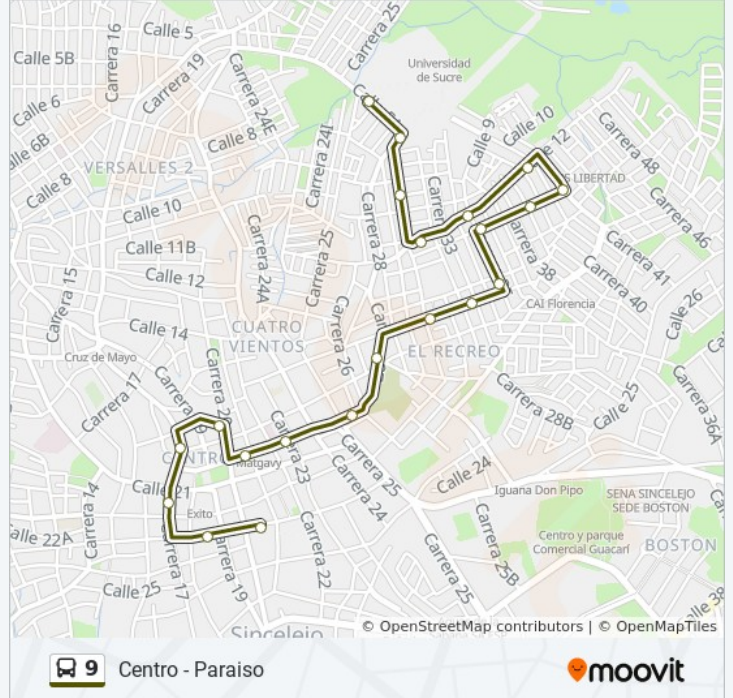 Carrera 25
Calle 5
Carrera 16
Calle 5B
Carrera 19
Universidad
de Sucre
Carrera 24E
Calle 6
Calle 9
Calle 10
12
Carrera 48
Calle 8
Carrera 24I
VERSALLES 2
LIBERTAD
Calle 8
Carrera 28
33
Calle 10
Carrera 46
Carrera 25
Carrera 24A
Calle 11B
Carrera 38
Carrera 41
Calle 12
Carrera 40
Carrera 15
Calle 26
CAI Florencia
Calle 14
CUATRO
VIENTOS
Carrera 26
EL RECREO
Cruz de Mayo
Carrera 17
Carrera 28B
Calle 25
Carrera 36A
CENTRO
Matgavy
Carrera 23
Carrera 25
Calle 24
Calle 21
Carrera 24
Iguana Don Pipo
SENA SINCELEJO
SEDE BOSTON
Carrera 14
Exito
Carrera 25B
Calle 22A
Carrera 22
Centro y parque
Comercial Guacarí
BOSTON
Carrera 17
Carrera 19
Carrera 25
Calle 25
Calle 38
Sincelejo
© OpenStreetMap contributors | © OpenMapTiles
9 Centro - Paraiso
moovit